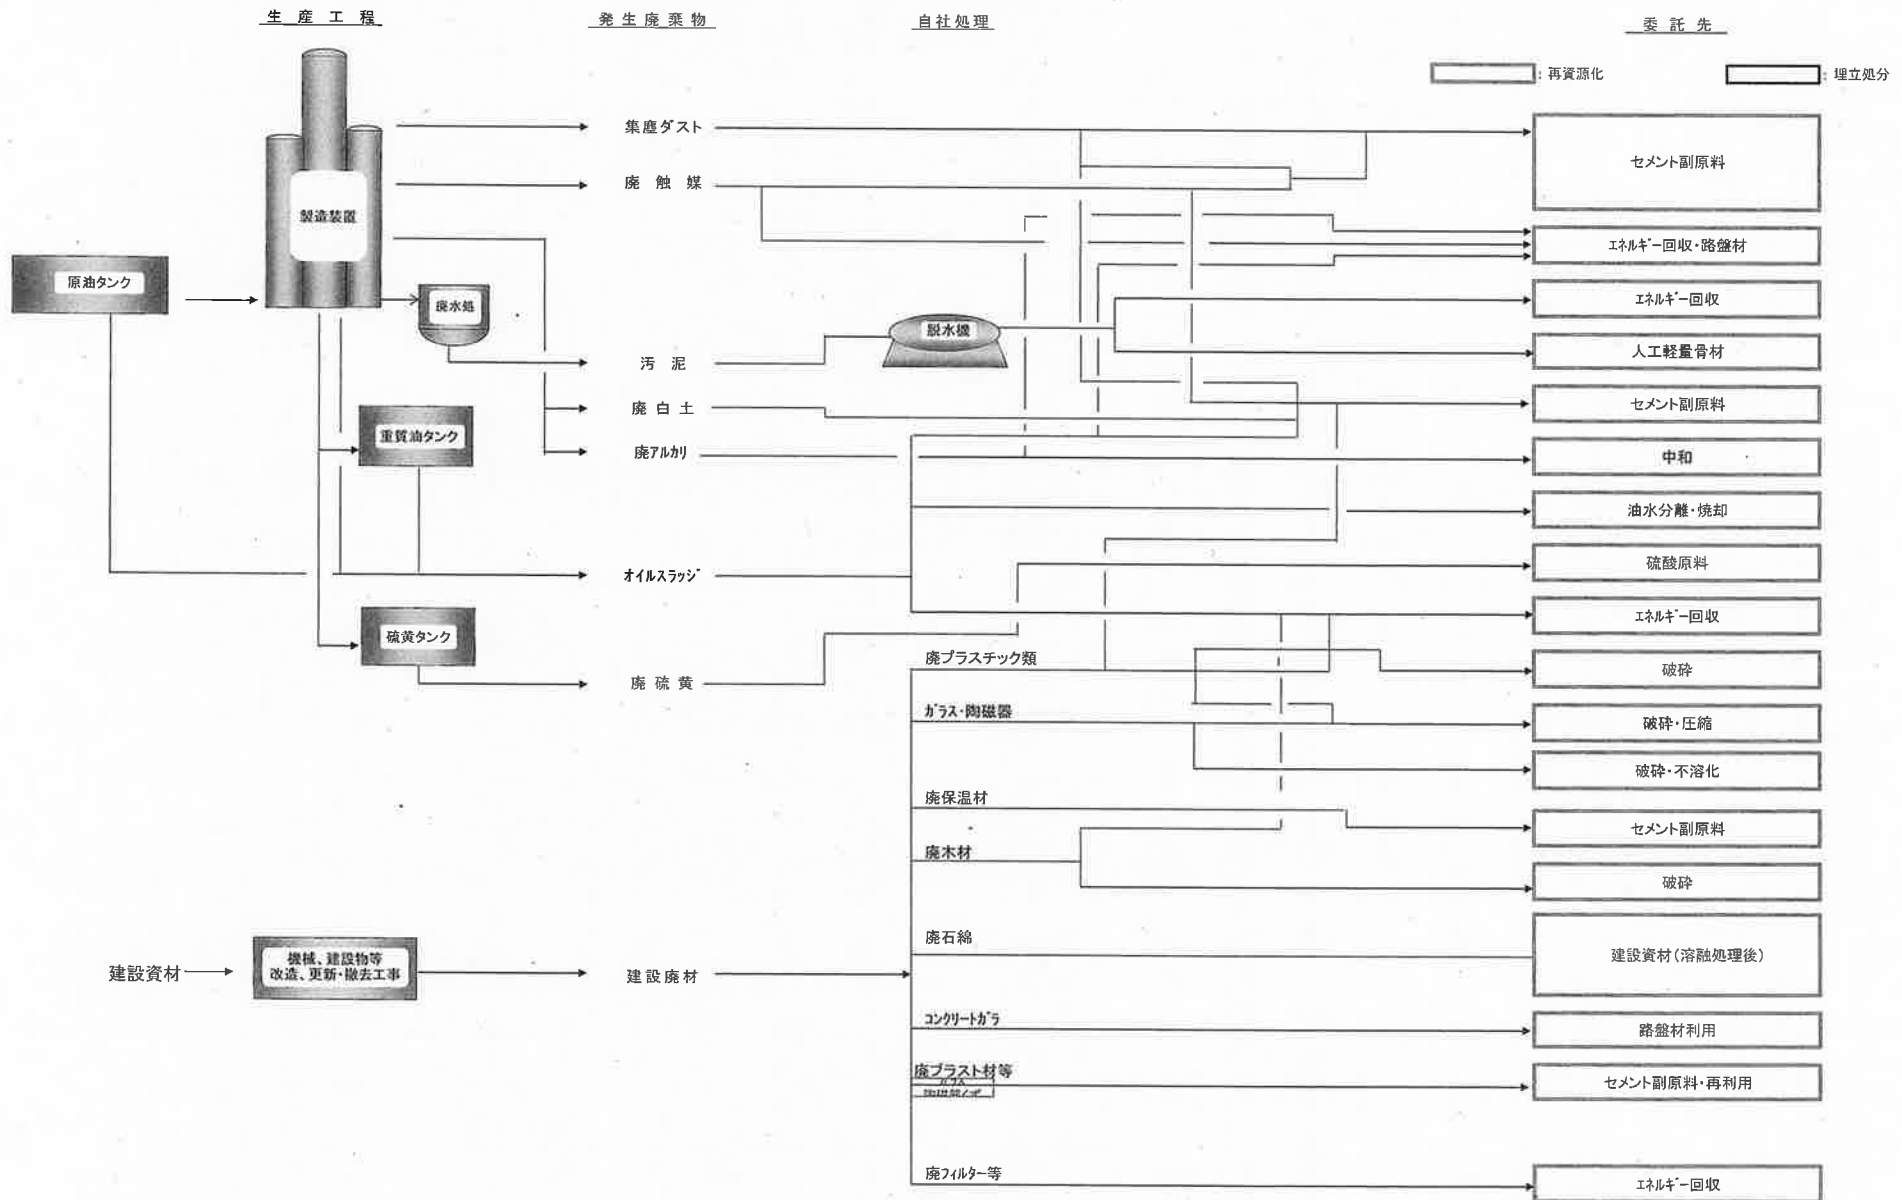 生産工程
発生廃棄物
自社処理
委託先
：再資源化
：埋立処分
集塵ダスト
セメント副原料
廃触媒
製造装置
エネルギー回収・路盤材
原油タンク
廃水処
エネルギー回収
脱水機
汚泥
人工軽量骨材
廃白土
セメント副原料
重質油タンク
廃アルカリ
中和
油水分離・焼却
オイルスラッジ
硫酸原料
硫黄タンク
エネルギー回収
廃プラスチック類
廃硫黄
破砕
ガラス・陶磁器
破砕・圧縮
破砕・不溶化
廃保温材
セメント副原料
廃木材
破砕
廃石綿
建設資材（溶融処理後）
建設資材
機械、建設物等
改造、更新・撤去工事
建設廃材
コンクリートガラ
路盤材利用
廃ブラスト材等
セメント副原料・再利用
廃フィルター等
エネルギー回収